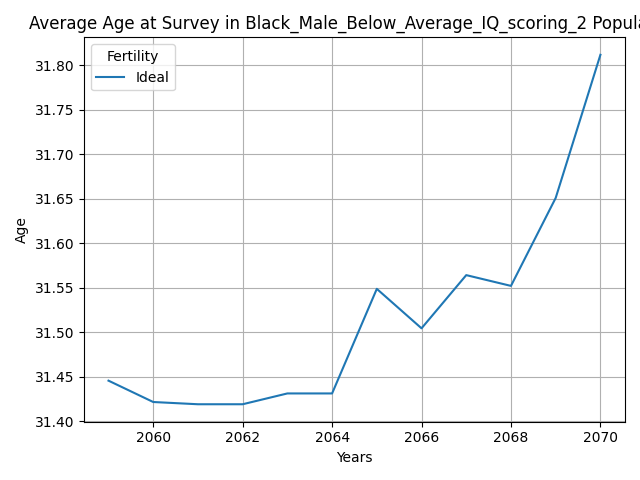 Average Age at Survey in Black_Male_Below_Average_IQ_scoring_2 Popula
Fertility
Ideal
31.80
31.75
31.70
31.65
31.60
31.55
31.50
31.45
31.40
Age
2060 2062 2064 2066 2068 2070
Years